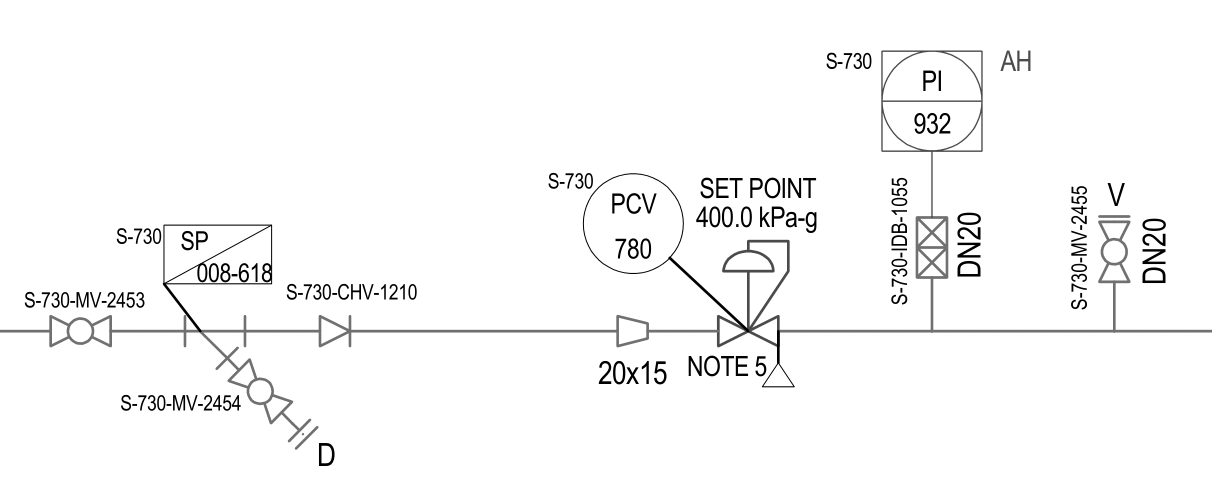 S-730
PI
932
AH
S-730
PCV
780
SET POINT
400.0 kPa-g
S-730-IDB-1055
DN20
S-730-MV-2455
V
DN20
S-730
SP
008-618
S-730-MV-2453
S-730-CHV-1210
20x15
NOTE 5
S-730-MV-2454
D